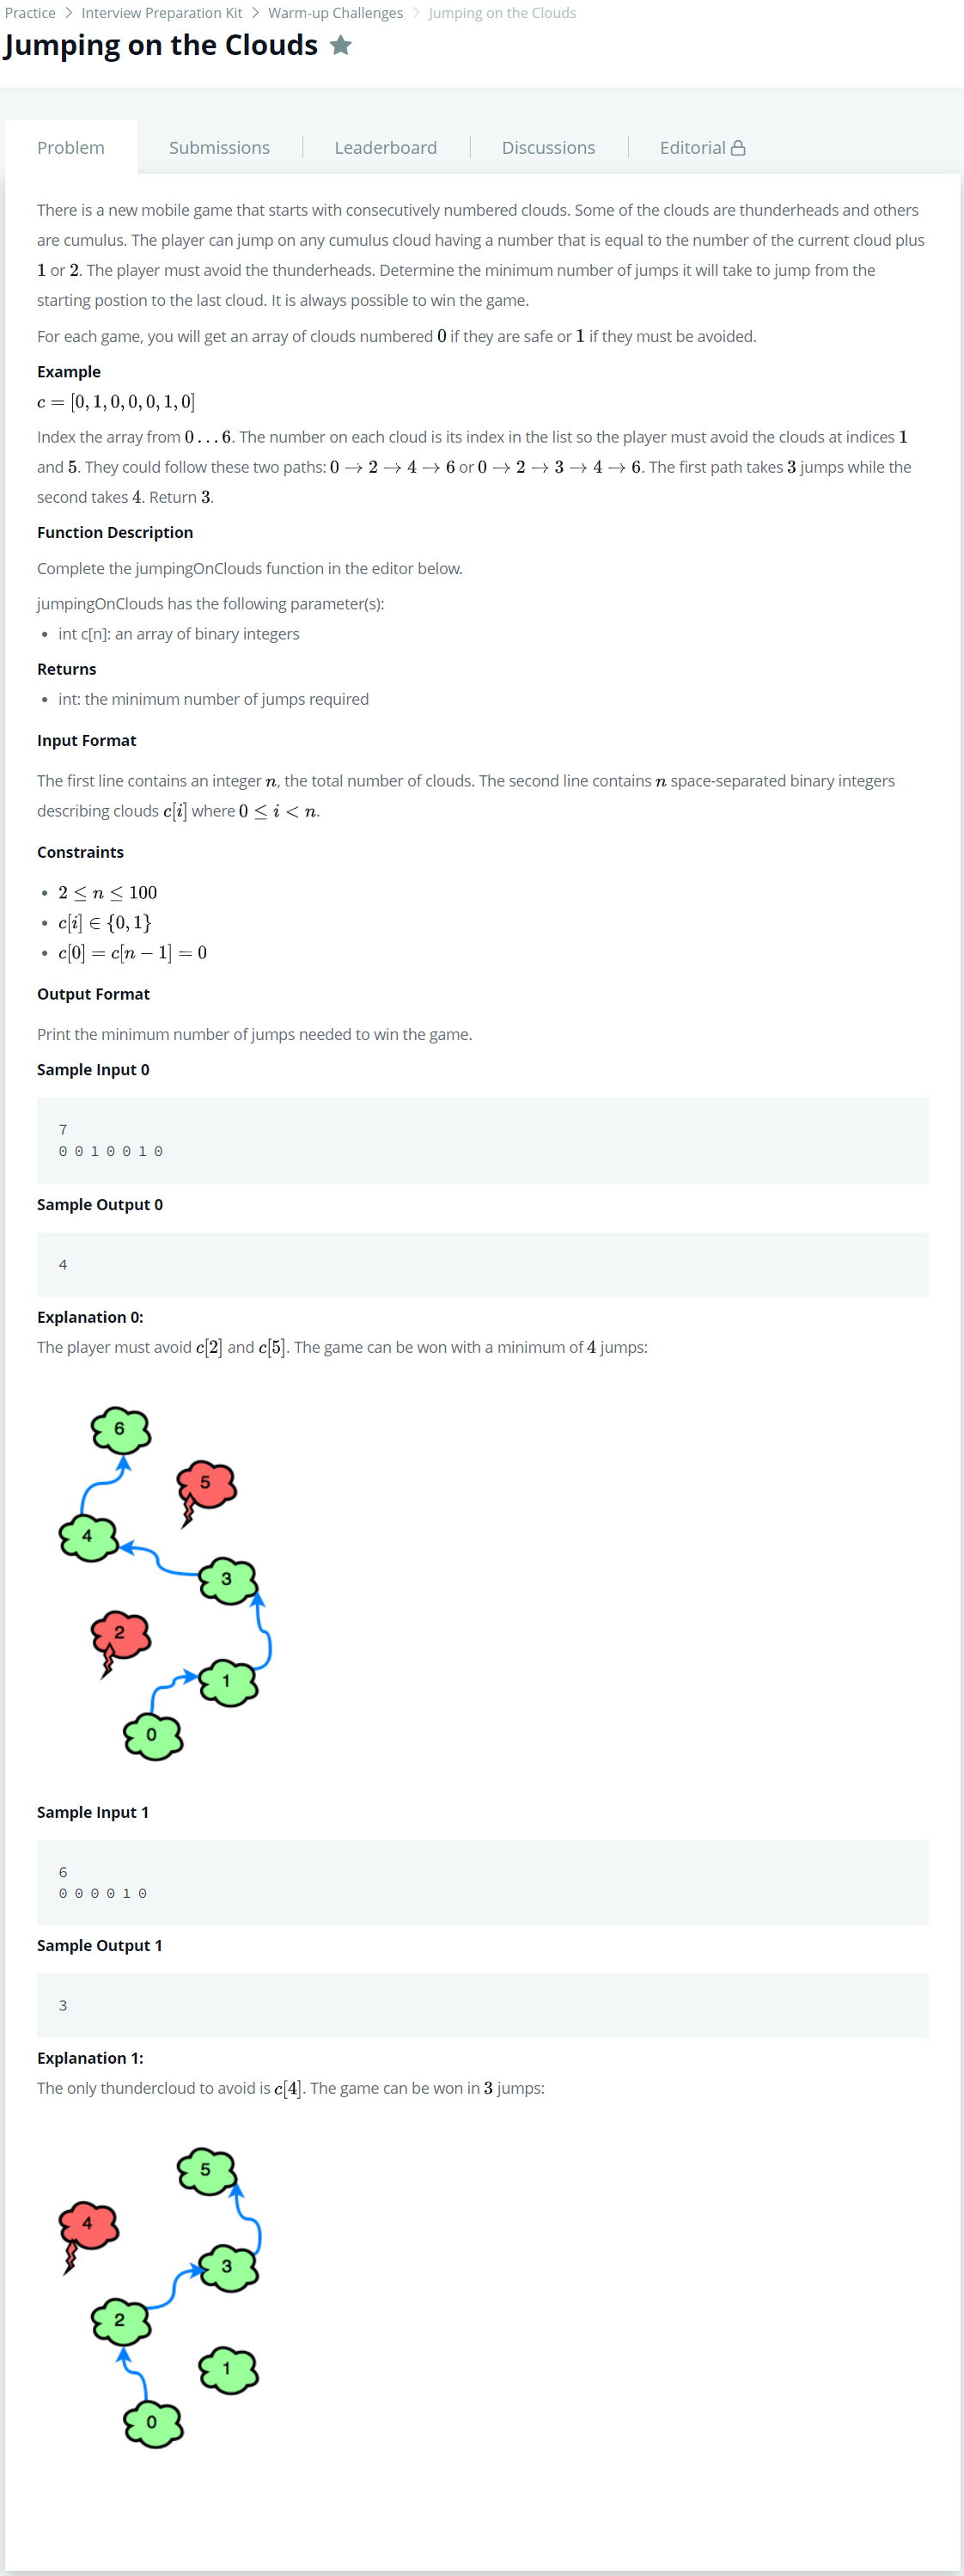 Practice > Interview Preparation Kit > Warm-up Challenges > Jumping on the Clouds
Jumping on the Clouds
Problem Submissions Leaderboard Discussions Editorial
There is a new mobile game that starts with consecutively numbered clouds. Some of the clouds are thunderheads and others
are cumulus. The player can jump on any cumulus cloud having a number that is equal to the number of the current cloud plus
1 or 2. The player must avoid the thunderheads. Determine the minimum number of jumps it will take to jump from the
starting postion to the last cloud. It is always possible to win the game.
For each game, you will get an array of clouds numbered 0 if they are safe or 1 if they must be avoided.
Example
c = [0, 1, 0, 0, 0, 1, 0]
Index the array from 0 . . . 6. The number on each cloud is its index in the list so the player must avoid the clouds at indices 1
and 5. They could follow these two paths: 0 → 2 → 4 → 6 or 0 → 2 → 3 → 4 → 6. The first path takes 3 jumps while the
second takes 4. Return 3.
Function Description
Complete the jumpingOnClouds function in the editor below.
jumpingOnClouds has the following parameter(s):
• int c[n]: an array of binary integers
Returns
• int: the minimum number of jumps required
Input Format
The first line contains an integer n, the total number of clouds. The second line contains n space-separated binary integers
describing clouds c[i] where 0 ≤ i < n.
Constraints
• 2 ≤ n ≤ 100
• c[i] ∈ {0, 1}
• c[0] = c[n − 1] = 0
Output Format
Print the minimum number of jumps needed to win the game.
Sample Input 0
7
0 0 1 0 0 1 0
Sample Output 0
4
Explanation 0:
The player must avoid c[2] and c[5]. The game can be won with a minimum of 4 jumps:
6
5
4
3
2
1
0
Sample Input 1
6
0 0 0 0 1 0
Sample Output 1
3
Explanation 1:
The only thundercloud to avoid is c[4]. The game can be won in 3 jumps:
5
4
3
2
1
0